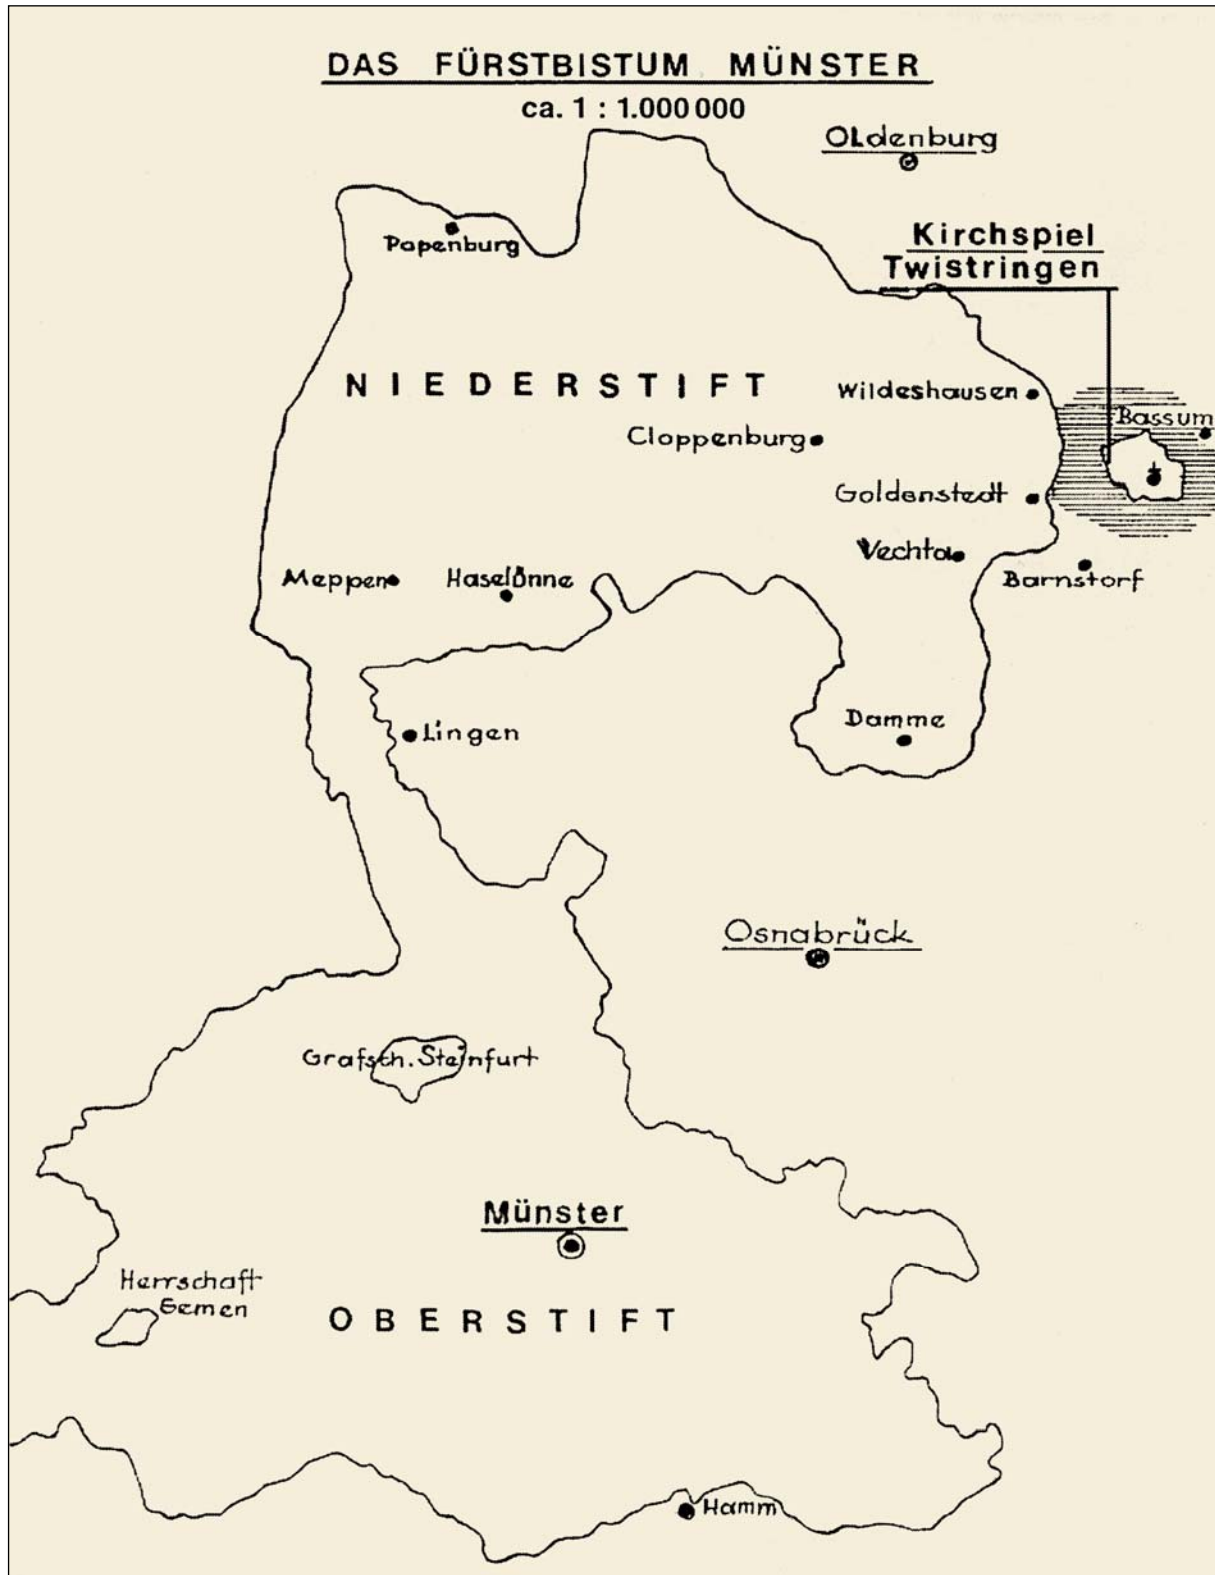 DAS FÜRSTBISTUM MÜNSTER
ca. 1 : 1.000 000
Oldenburg
Kirchspiel
Twistringen
Papenburg
NIEDERSTIFT
Wildeshausen
Bassum
Cloppenburg
Goldenstedt
Vechta
Barnstorf
Meppen
Haselünne
Damme
Lingen
Osnabrück
Grafsch. Steinfurt
Münster
Herrschaft
Gemen
OBERSTIFT
Hamm